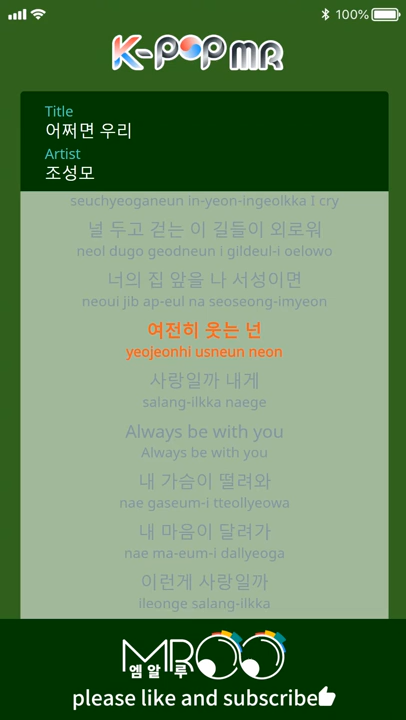 100%
K-POP MR
Title
어쩌면 우리
Artist
조성모
seuchyeoganeun in-yeon-ingeolkka I cry
널 두고 걷는 이 길들이 외로워
neol dugo geodneun i gildeul-i oelowo
너의 집 앞을 나 서성이면
neoui jib ap-eul na seoseong-imyeon
여전히 웃는 넌
yeojeonhi usneun neon
사랑일까 내게
salang-ilkka naege
Always be with you
Always be with you
내 가슴이 떨려와
nae gaseum-i tteollyeowa
내 마음이 달려가
nae ma-eum-i dallyeoga
이런게 사랑일까
ileonge salang-ilkka
MROO
엠알루
please like and subscribe